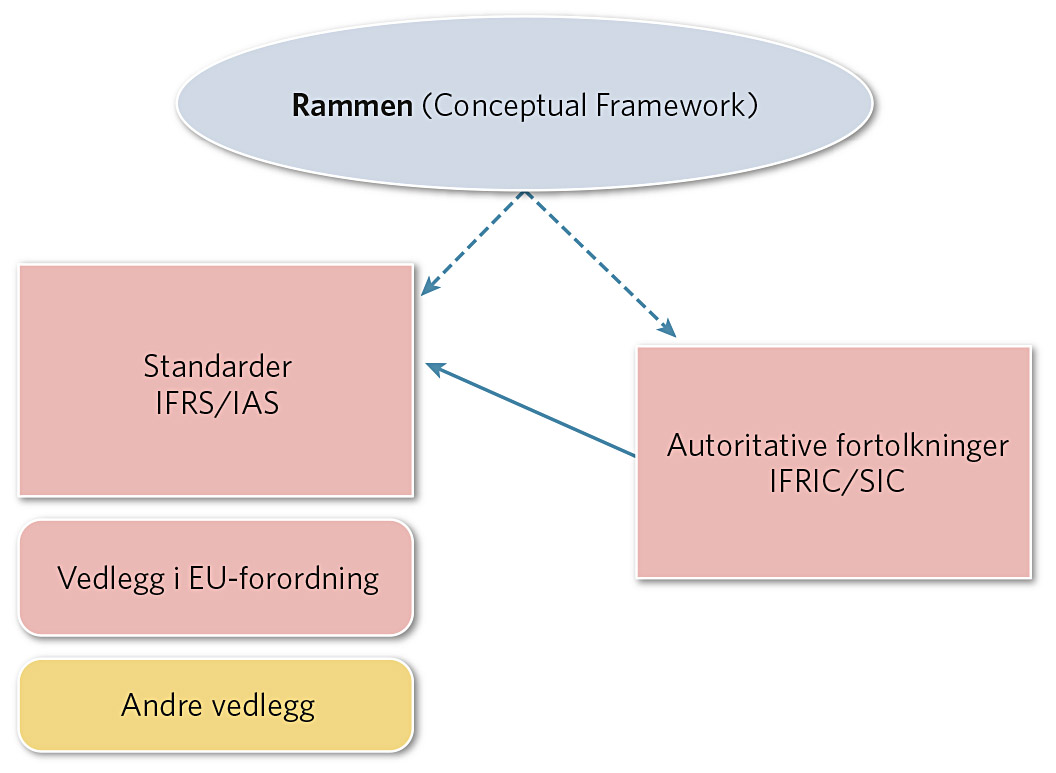 Rammen (Conceptual Framework)
Standarder
IFRS/IAS
Autoritative fortolkninger
IFRIC/SIC
Vedlegg i EU-forordning
Andre vedlegg